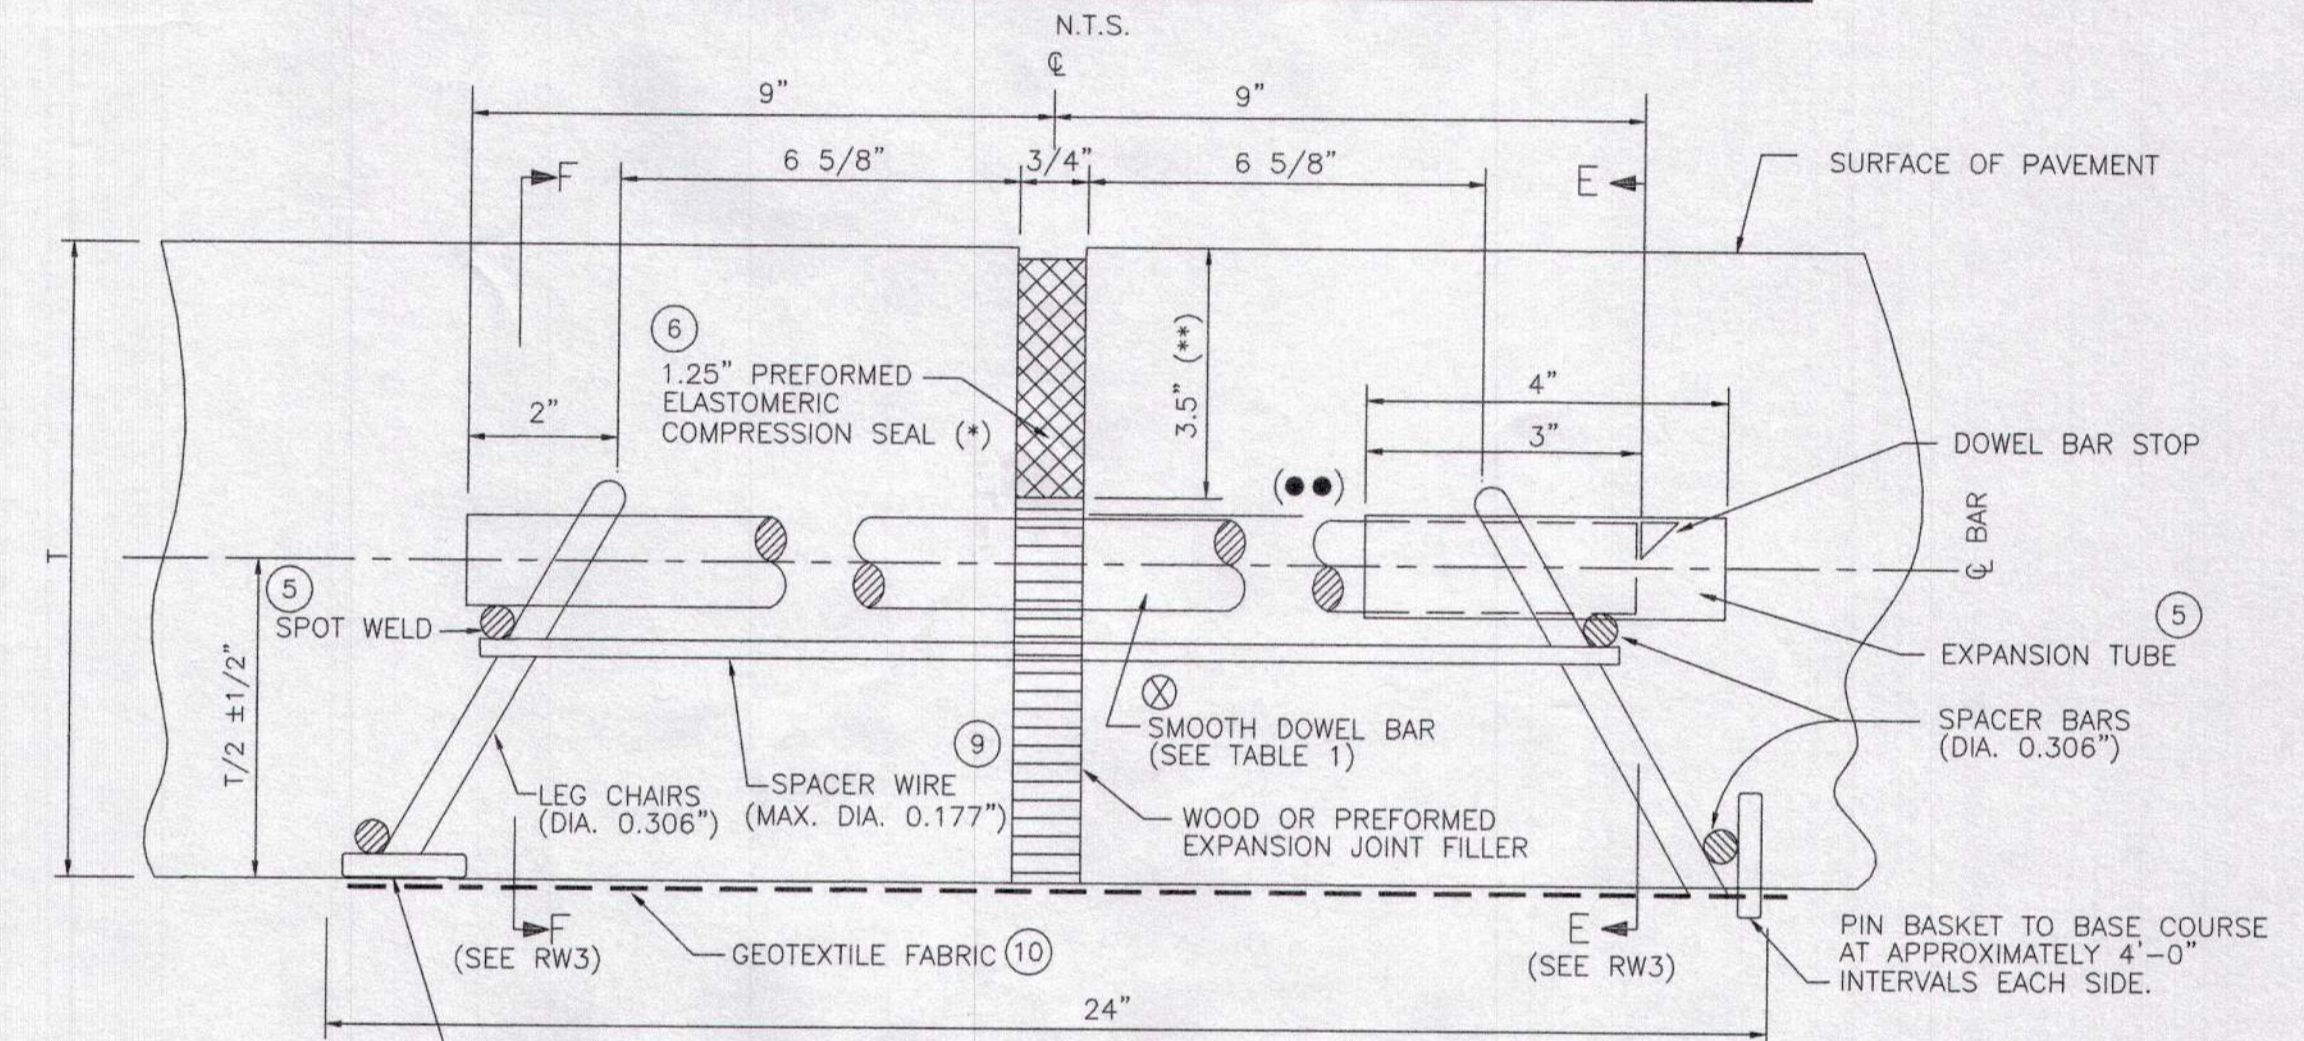 N.T.S.
℄
9"
9"
6 5/8"
3/4"
6 5/8"
F
E
SURFACE OF PAVEMENT
6
1.25" PREFORMED
ELASTOMERIC
COMPRESSION SEAL (*)
3.5" (**)
2"
4"
3"
(●●)
DOWEL BAR STOP
℄ BAR
T
T/2 ±1/2"
5
SPOT WELD
5
EXPANSION TUBE
X
SMOOTH DOWEL BAR
(SEE TABLE 1)
SPACER BARS
(DIA. 0.306")
9
SPACER WIRE
(MAX. DIA. 0.177")
LEG CHAIRS
(DIA. 0.306")
WOOD OR PREFORMED
EXPANSION JOINT FILLER
F
(SEE RW3)
GEOTEXTILE FABRIC 10
E
(SEE RW3)
PIN BASKET TO BASE COURSE
AT APPROXIMATELY 4'-0"
INTERVALS EACH SIDE.
24"